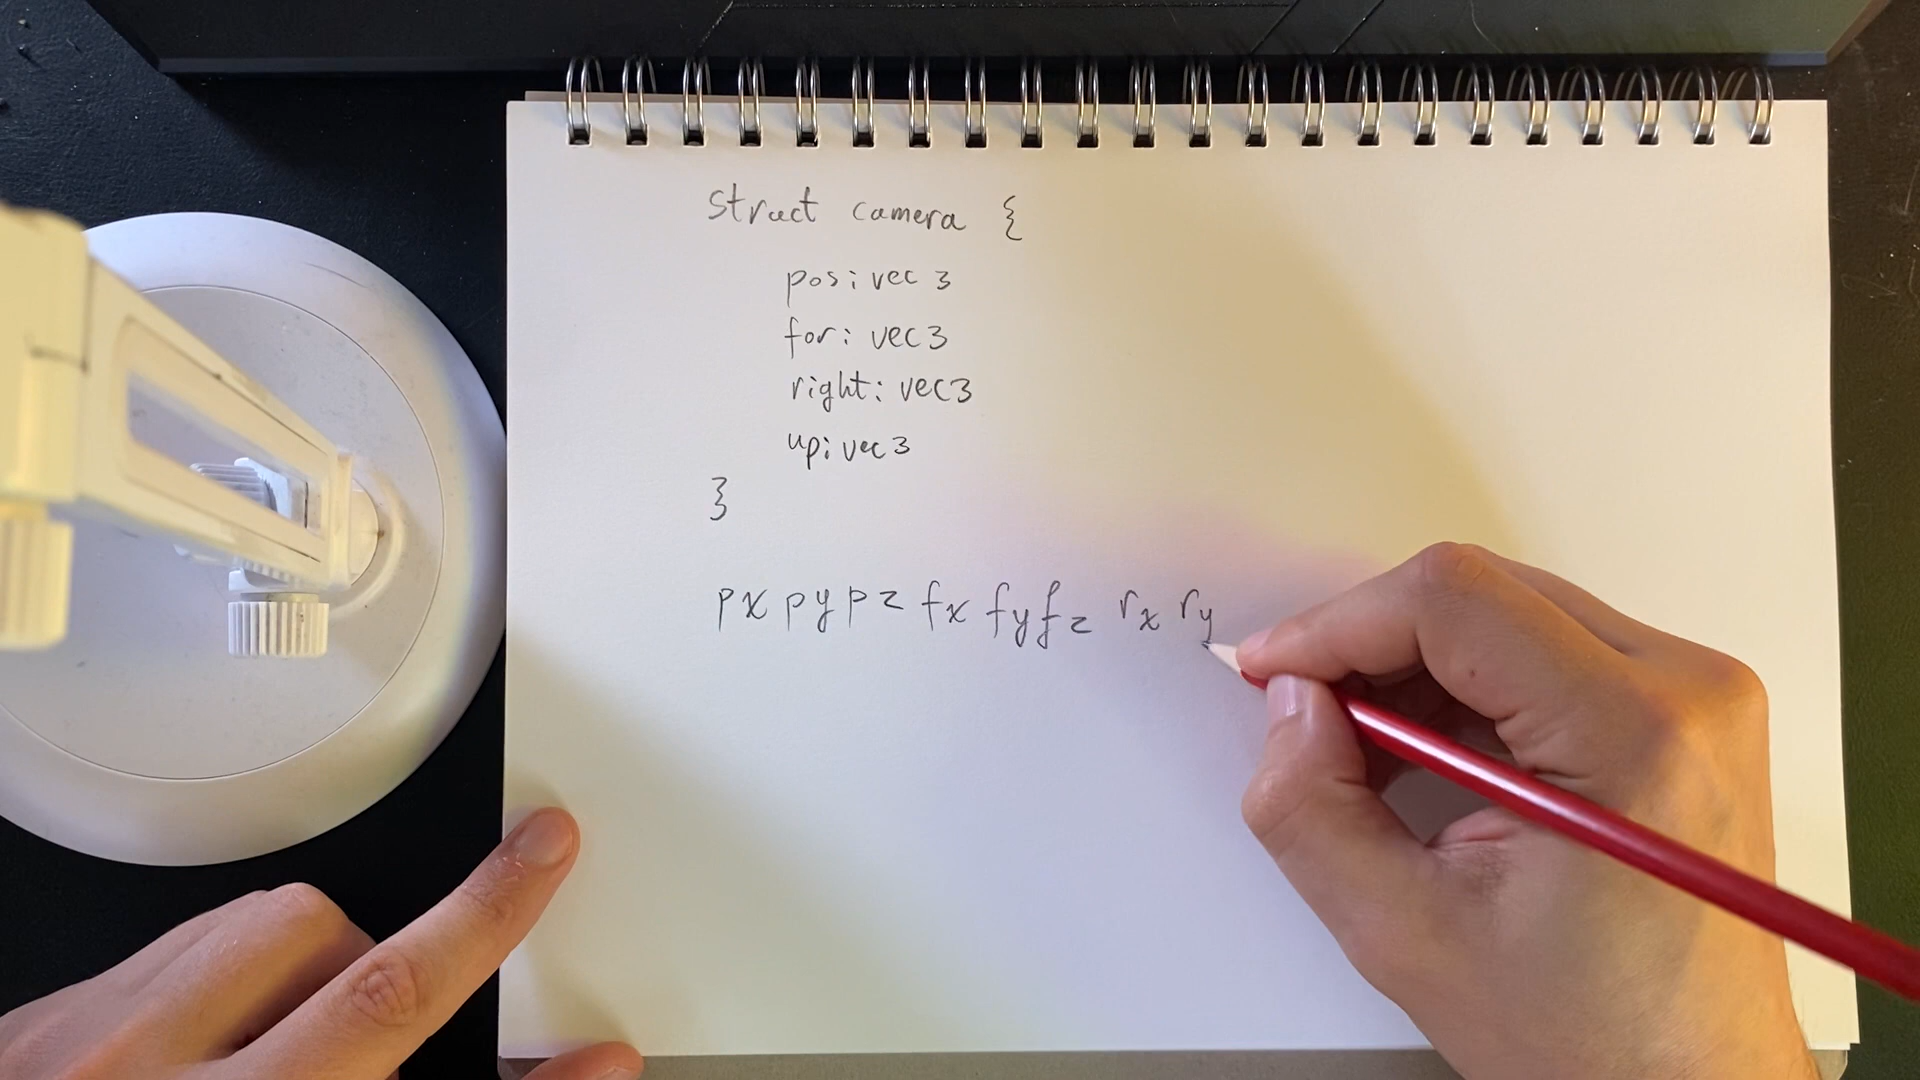 struct camera {
pos: vec3
for: vec3
right: vec3
up: vec3
}
px py pz fx fy fz rx ry